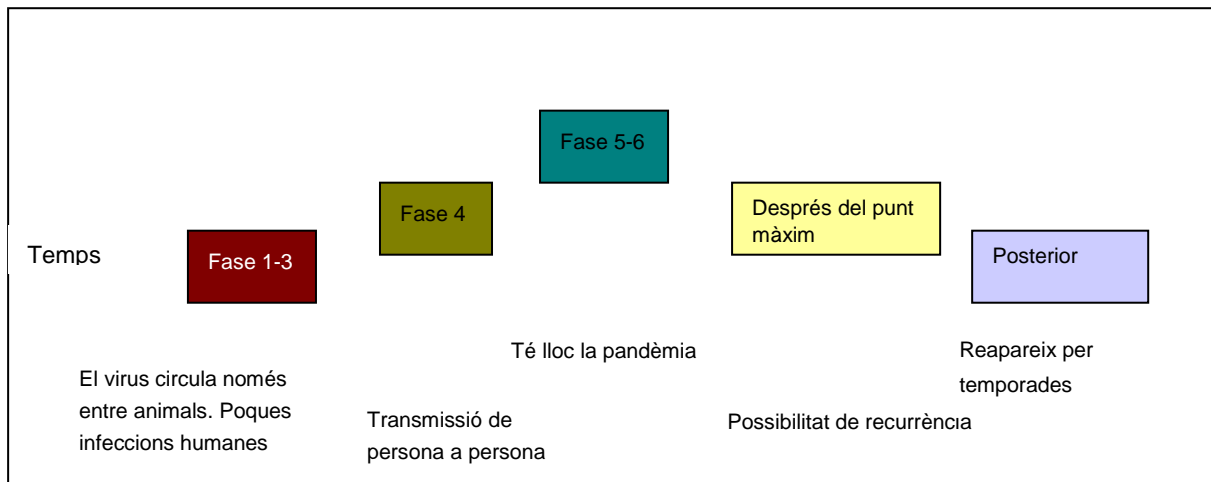 Fase 5-6
Fase 4
Després del punt
màxim
Temps
Fase 1-3
Posterior
Té lloc la pandèmia
Reapareix per
temporades
El virus circula només
entre animals. Poques
infeccions humanes
Transmissió de
persona a persona
Possibilitat de recurrència